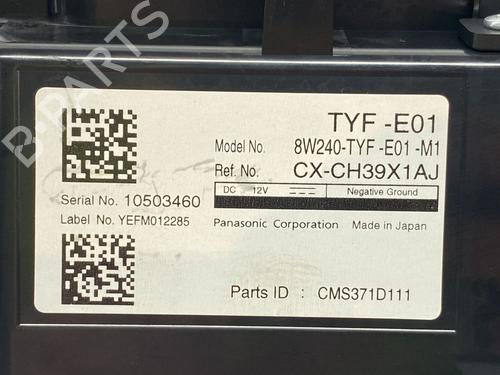 TYF -E01
Model No. 8W240-TYF -E01 -M1
Ref. No. CX-CH39X1AJ
DC 12V Negative Ground
Serial No. 10503460
Label No. YEFM012285
Panasonic Corporation Made in Japan
Parts ID : CMS371D111
B-PARTS